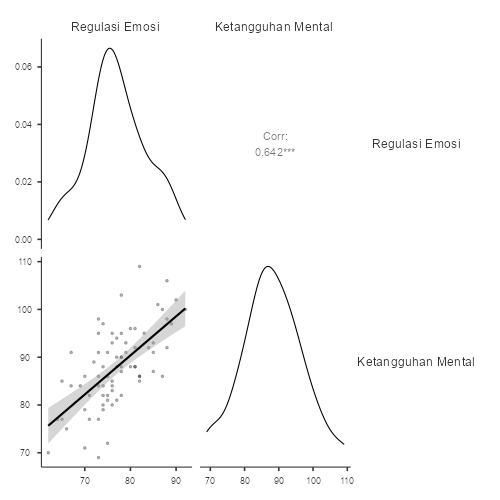 Regulasi Emosi Ketangguhan Mental
0.06
0.04
0.02
0.00
Corr:
0.642***
Regulasi Emosi
110
100
90
80
70
Ketangguhan Mental
70 80 90 70 80 90 100 110